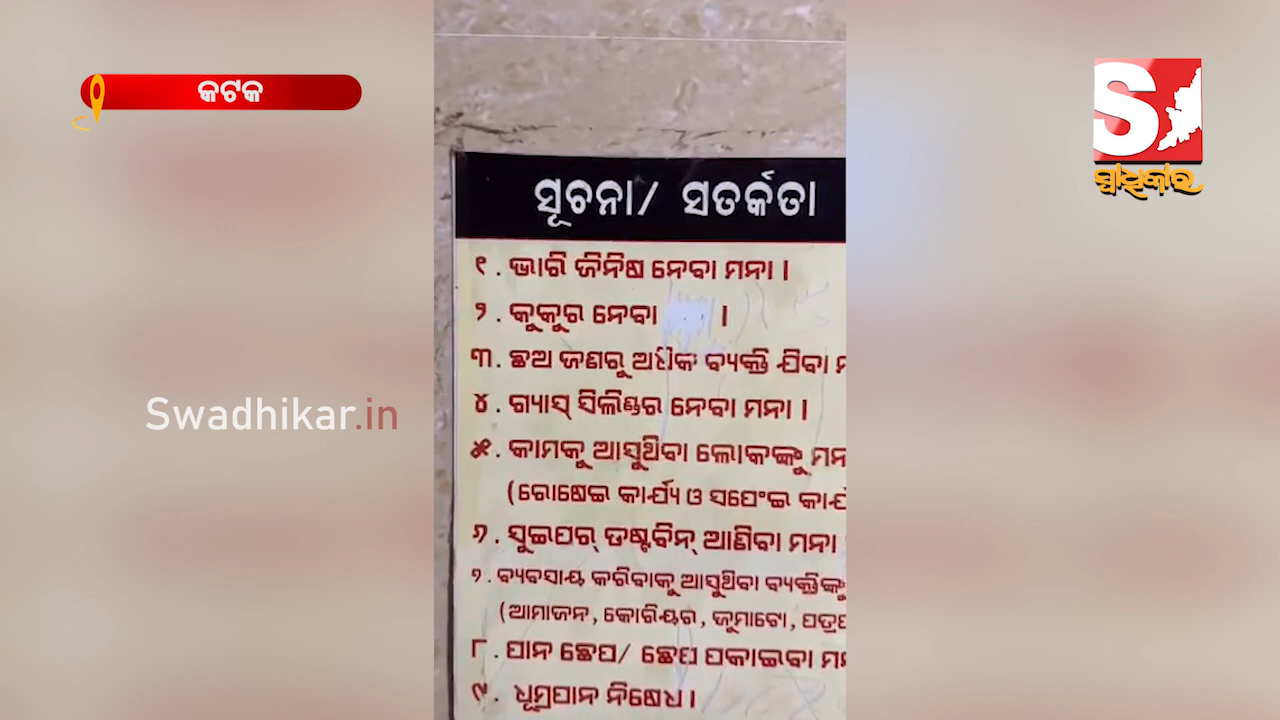 କଟକ
S
ସ୍ୱାଧିକାର
Swadhikar.in
ସୂଚନା/ ସତର୍କତା
୧ . ଭାରି ଜିନିଷ ନେବା ମନା ।
୨ . କୁକୁର ନେବା ।
୩ . ଛଅ ଜଣରୁ ଅଧିକ ବ୍ୟକ୍ତି ଯିବା
୪ . ଗ୍ୟାସ୍ ସିଲିଣ୍ଡର ନେବା ମନା ।
୫ . କାମକୁ ଆସୁଥିବା ଲୋକଙ୍କୁ
(ରୋଷେଇ କାର୍ଯ୍ୟ ଓ ସଫେଂଇ
୬ . ସୁଇପର୍ ଡଷ୍ଟବିନ୍ ଆଣିବା ମନା
୭ . ବ୍ୟବସାୟ କରିବାକୁ ଆସୁଥିବା ବ୍ୟକ୍ତିଙ୍କୁ
(ଆମାଜନ, କୋରିୟର, ଜୁମାଟୋ,
୮ . ପାନ ଛେପ/ ଛେପ ପକାଇବା
୯ . ଧୂମ୍ରପାନ ନିଷେଧ ।